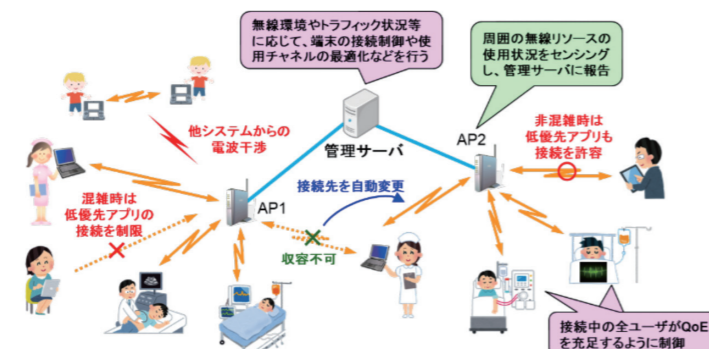 無線環境やトラフィック状況等
に応じて、端末の接続制御や使
用チャネルの最適化などを行う
周囲の無線リソースの
使用状況をセンシング
し、管理サーバに報告
他システムからの
電波干渉
管理サーバ
AP2
非混雑時は
低優先アプリも
接続を許容
混雑時は
低優先アプリの
接続を制限
AP1
接続先を自動変更
収容不可
接続中の全ユーザがQoE
を充足するように制御